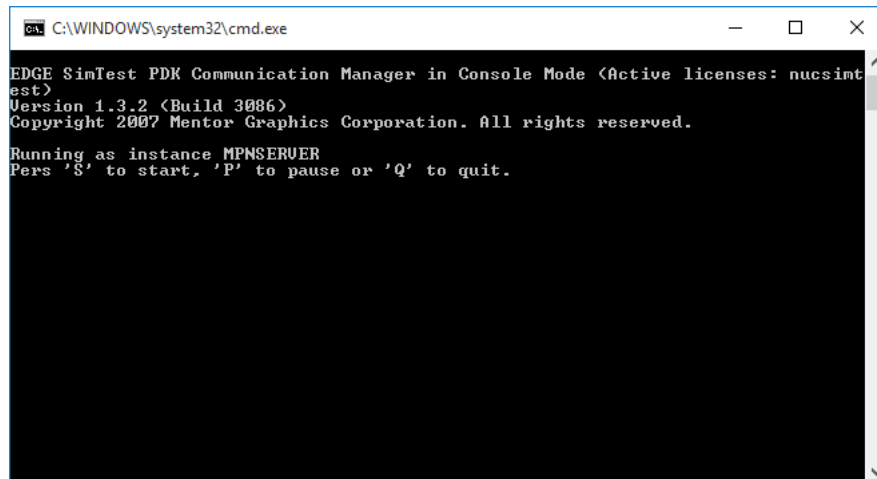 C:\WINDOWS\system32\cmd.exe
EDGE SimTest PDK Communication Manager in Console Mode (Active licenses: nucsimt
est)
Version 1.3.2 (Build 3086)
Copyright 2007 Mentor Graphics Corporation. All rights reserved.
Running as instance MPNSERVER
Pers 'S' to start, 'P' to pause or 'Q' to quit.